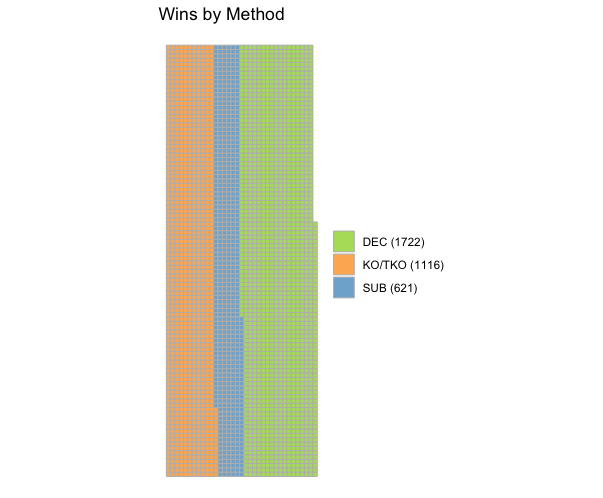 Wins by Method
DEC (1722)
KO/TKO (1116)
SUB (621)